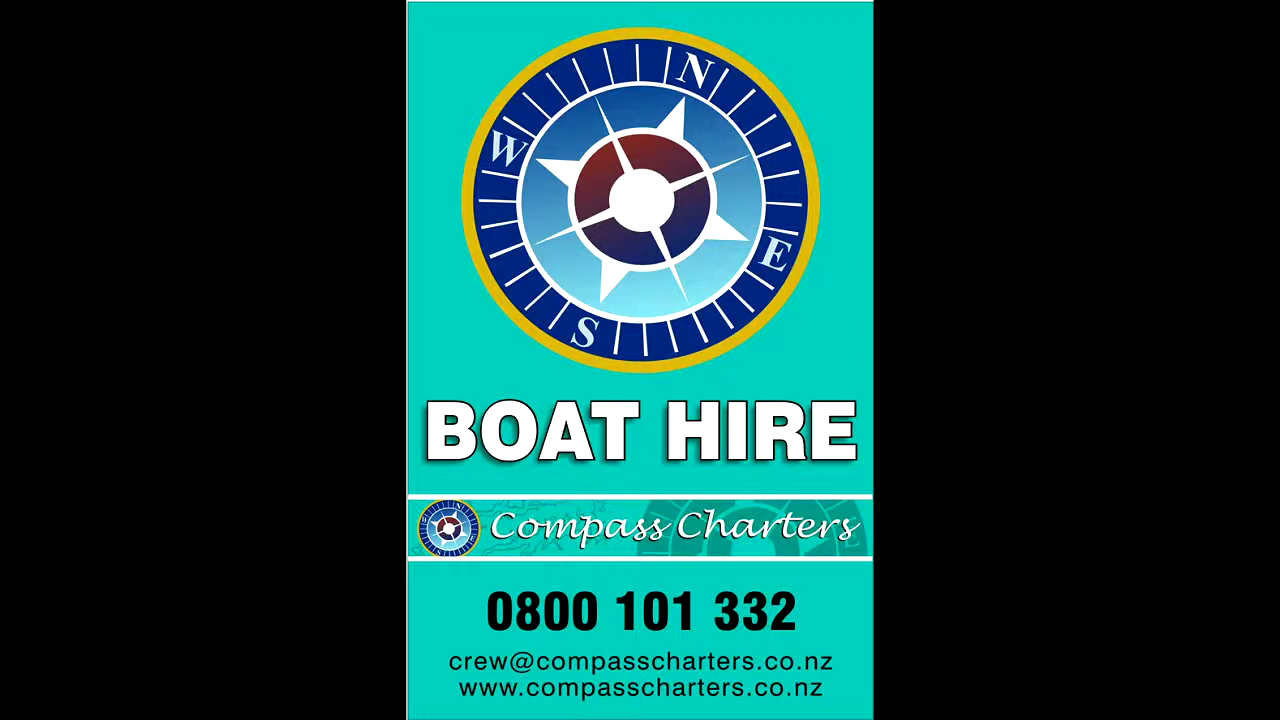 N
W
E
S
BOAT HIRE
Compass Charters
0800 101 332
crew@compasscharters.co.nz
www.compasscharters.co.nz